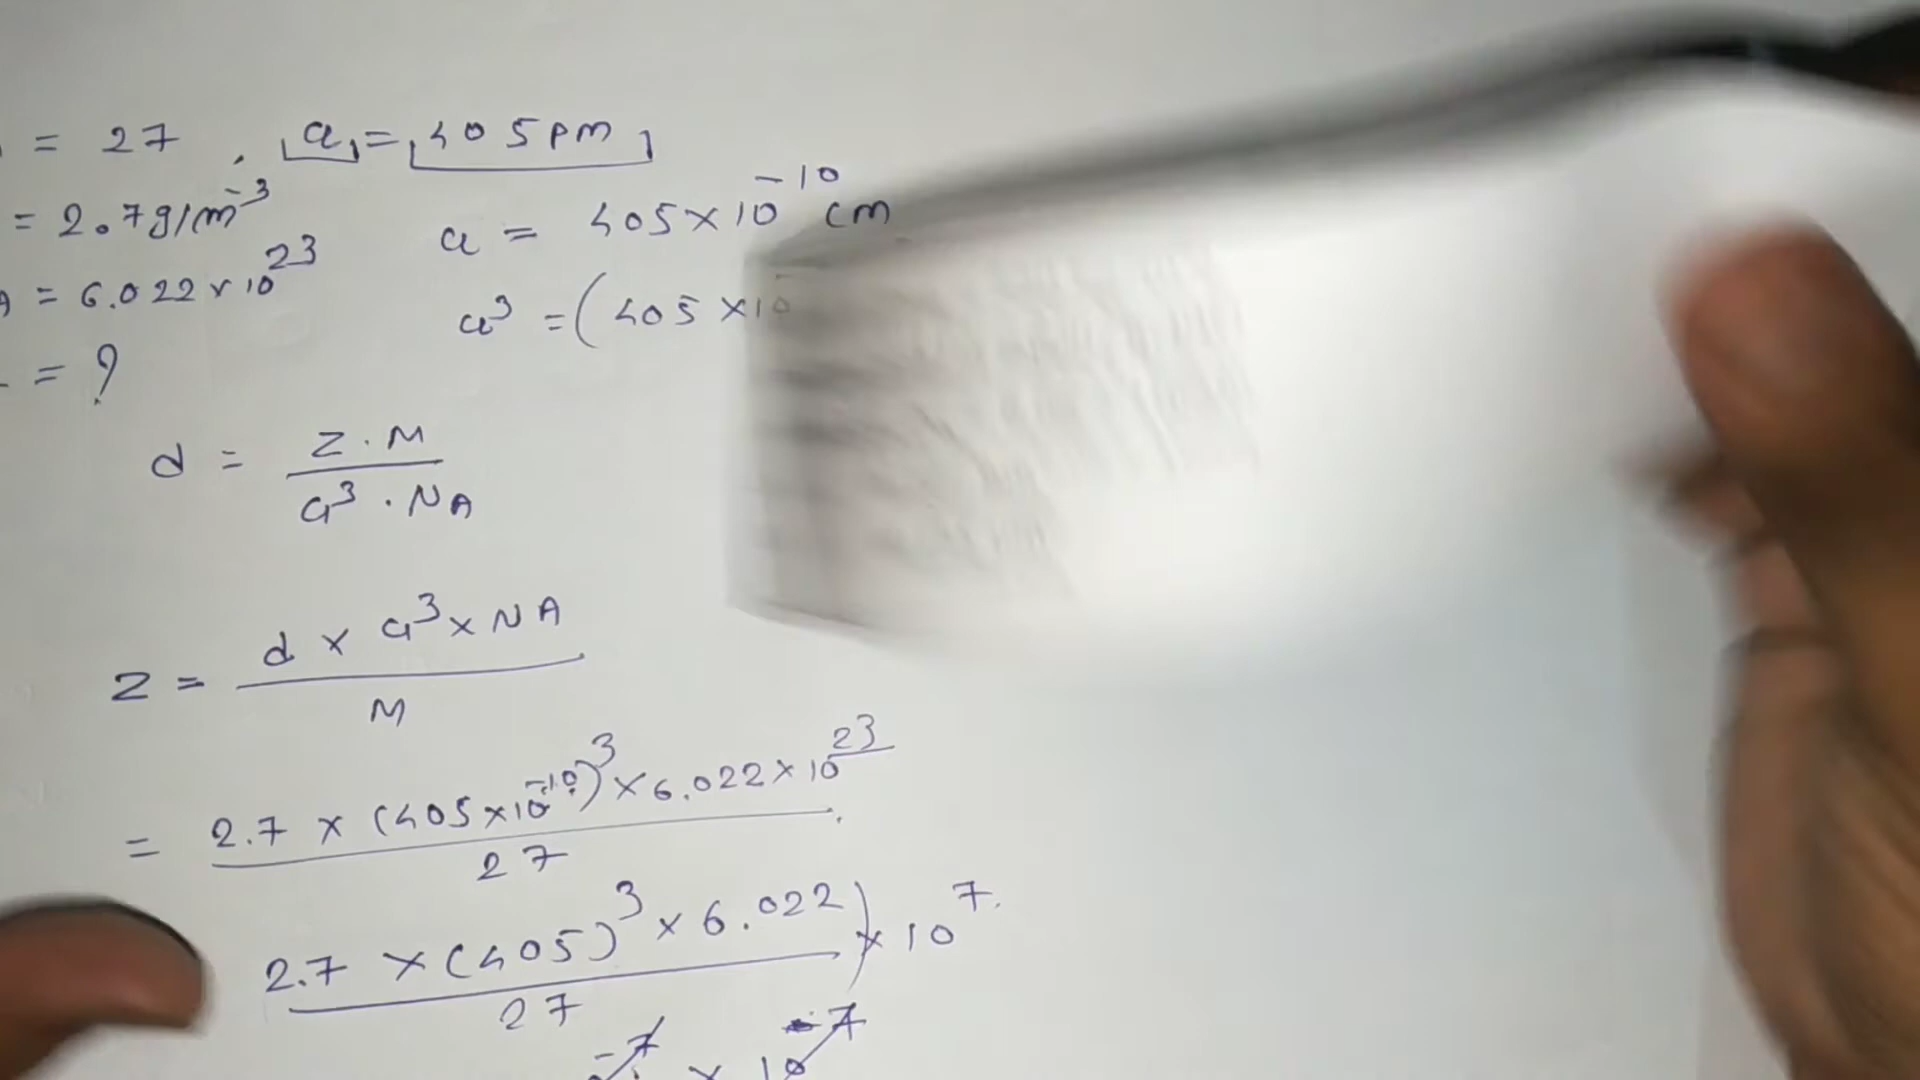 = 27 , a = 405 pm
= 2.7 g/m⁻³
a = 405 × 10⁻¹⁰ cm
A = 6.022 × 10²³
a³ = (405 × 10
= ?
d = Z . M / a³ . NA
Z = d × a³ × NA / M
= 2.7 × (405 × 10⁻¹⁰)³ × 6.022 × 10²³ / 27
2.7 × (405)³ × 6.022 / 27 ) × 10⁷.